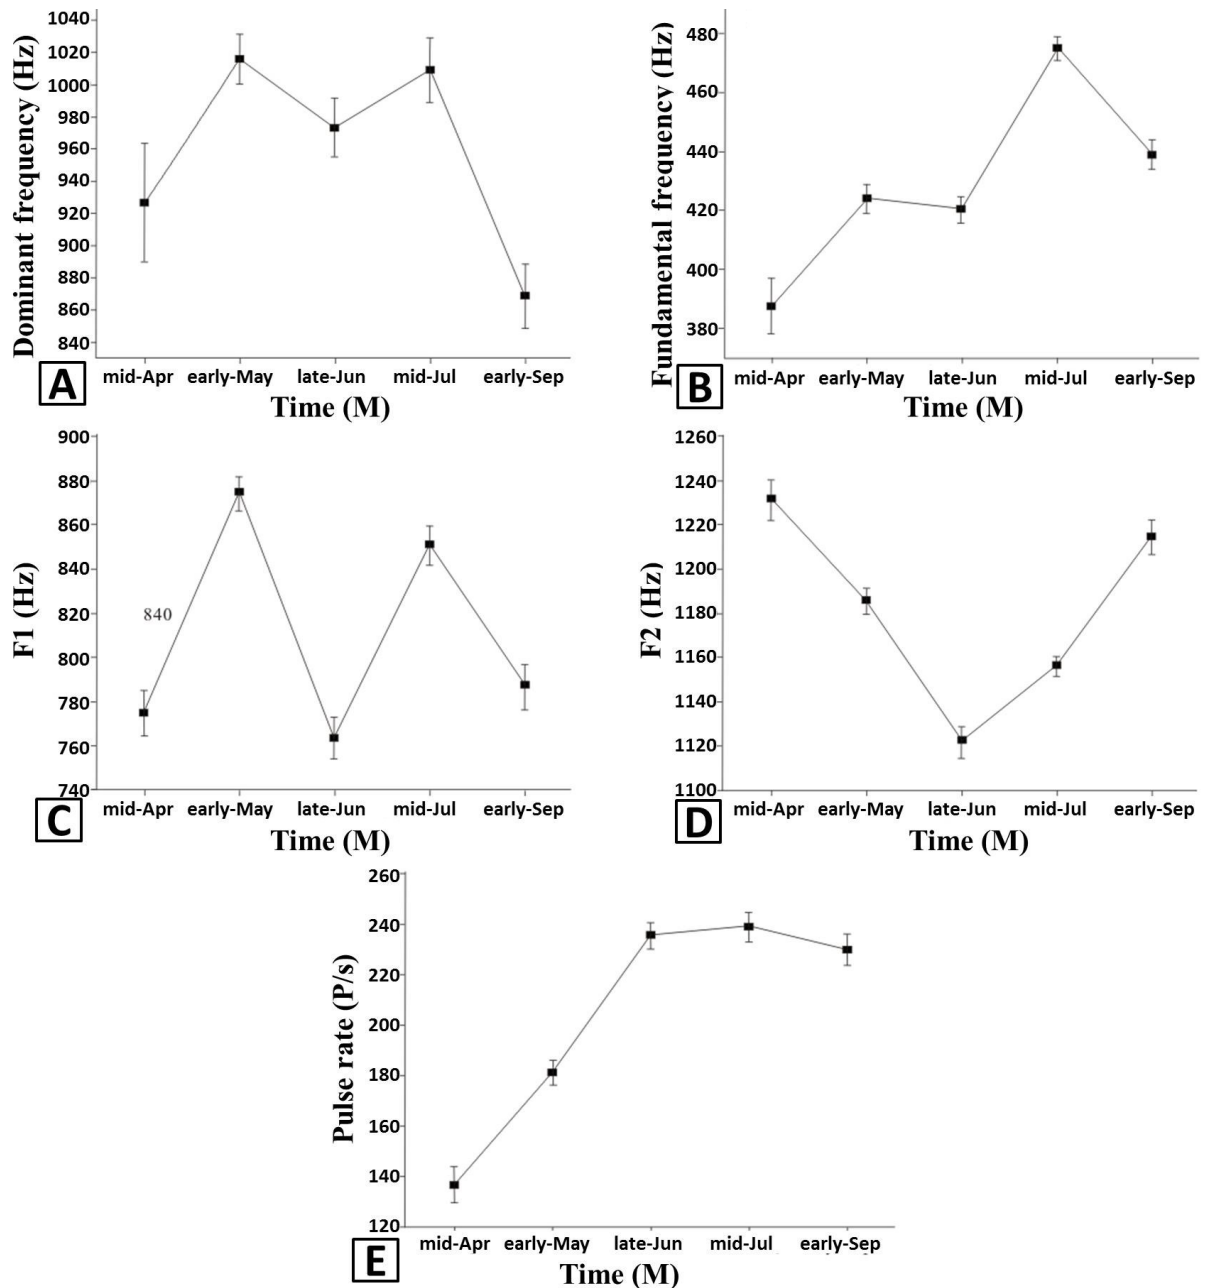 1040
1020
1000
980
960
940
920
900
880
860
840
Dominant frequency (Hz)
mid-Apr early-May late-Jun mid-Jul early-Sep
A
Time (M)
480
460
440
420
400
380
Fundamental frequency (Hz)
mid-Apr early-May late-Jun mid-Jul early-Sep
B
Time (M)
900
880
860
840
820
800
780
760
740
F1 (Hz)
840
mid-Apr early-May late-Jun mid-Jul early-Sep
C
Time (M)
1260
1240
1220
1200
1180
1160
1140
1120
1100
F2 (Hz)
mid-Apr early-May late-Jun mid-Jul early-Sep
D
Time (M)
260
240
220
200
180
160
140
120
Pulse rate (P/s)
mid-Apr early-May late-Jun mid-Jul early-Sep
E
Time (M)